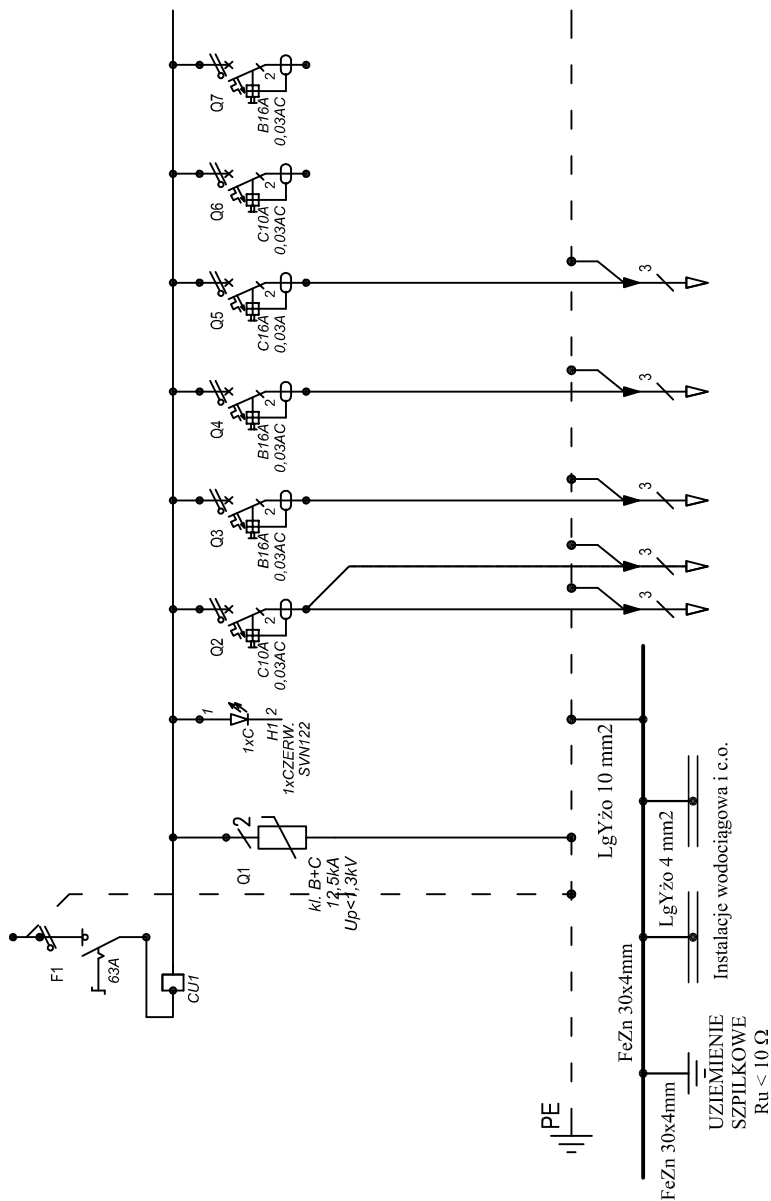 F1
63A
CU1
Q1
2
kl. B+C
12,5kA
Up<1,3kV
1
1xC
H1
2
1xCZERW.
SVN122
Q2
2
C10A
0,03AC
Q3
2
B16A
0,03AC
Q4
2
B16A
0,03AC
Q5
2
C16A
0,03A
Q6
2
C10A
0,03AC
Q7
2
B16A
0,03AC
3
3
3
3
3
PE
LgYżo 10 mm2
FeZn 30x4mm
LgYżo 4 mm2
FeZn 30x4mm
UZIEMIENIE
SZPILKOWE
Ru < 10 Ω
Instalacje wodociągowa i c.o.